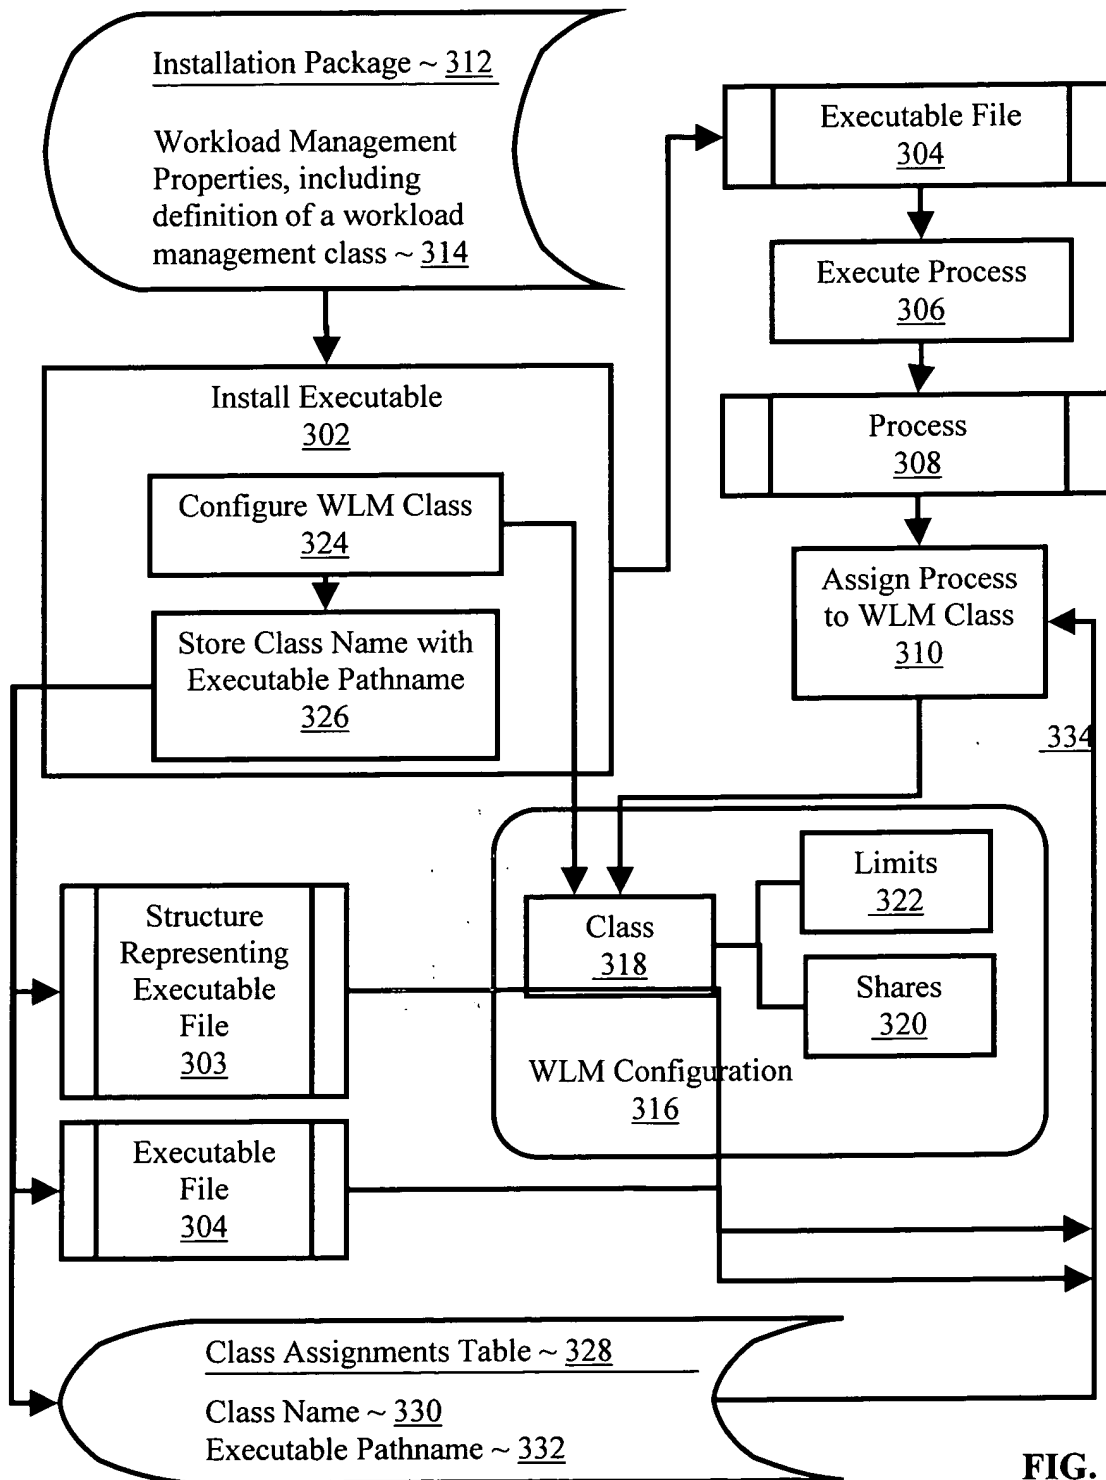 Installation Package ~ 312
Workload Management
Properties, including
definition of a workload
management class ~ 314
Executable File
304
Execute Process
306
Process
308
Assign Process
to WLM Class
310
334
Install Executable
302
Configure WLM Class
324
Store Class Name with
Executable Pathname
326
Limits
322
Class
318
Shares
320
WLM Configuration
316
Structure
Representing
Executable
File
303
Executable
File
304
Class Assignments Table ~ 328
Class Name ~ 330
Executable Pathname ~ 332
FIG.